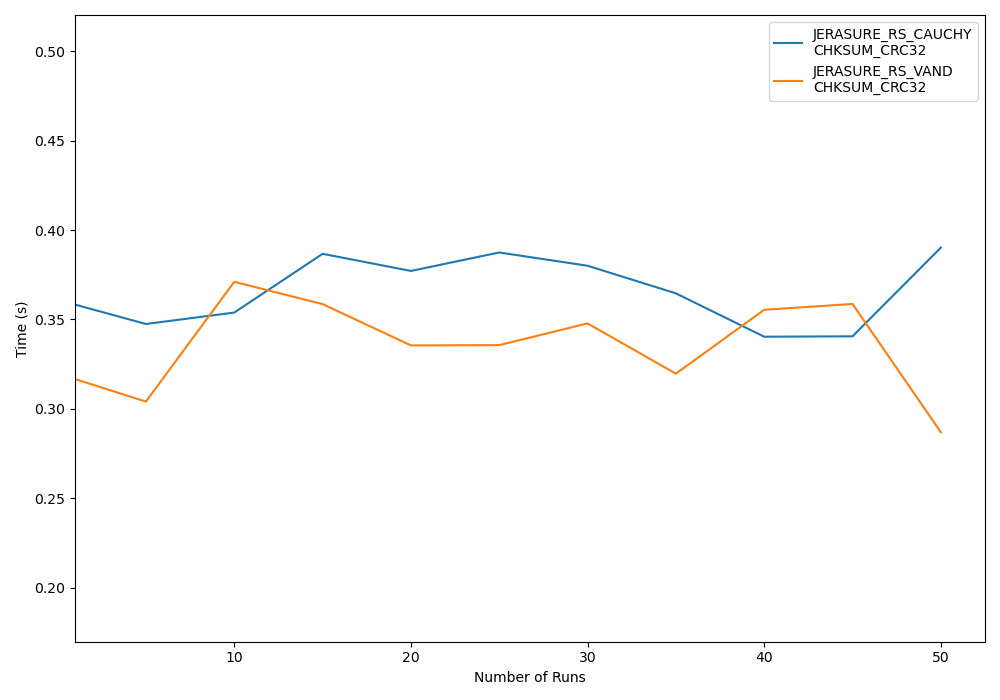 JERASURE_RS_CAUCHY
CHKSUM_CRC32
JERASURE_RS_VAND
CHKSUM_CRC32
0.50
0.45
0.40
0.35
0.30
0.25
0.20
Time (s)
10 20 30 40 50
Number of Runs